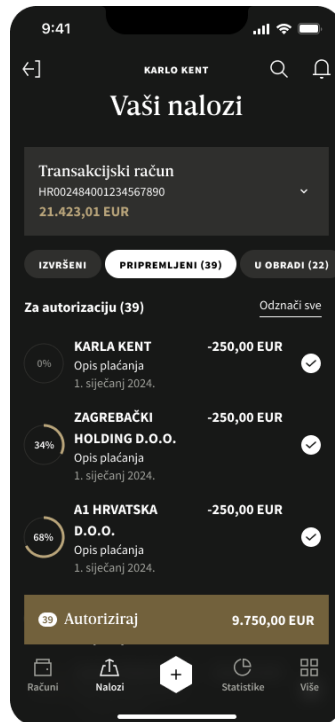 9:41
KARLO KENT
Vaši nalozi
Transakcijski račun
HR002484001234567890
21.423,01 EUR
IZVRŠENI
PRIPREMLJENI (39)
U OBRADI (22)
Za autorizaciju (39)
Odznači sve
0%
KARLA KENT
-250,00 EUR
Opis plaćanja
1. siječanj 2024.
34%
ZAGREBAČKI
HOLDING D.O.O.
-250,00 EUR
Opis plaćanja
1. siječanj 2024.
68%
A1 HRVATSKA
D.O.O.
-250,00 EUR
Opis plaćanja
1. siječanj 2024.
39
Autoriziraj
9.750,00 EUR
Računi
Nalozi
Statistike
Više